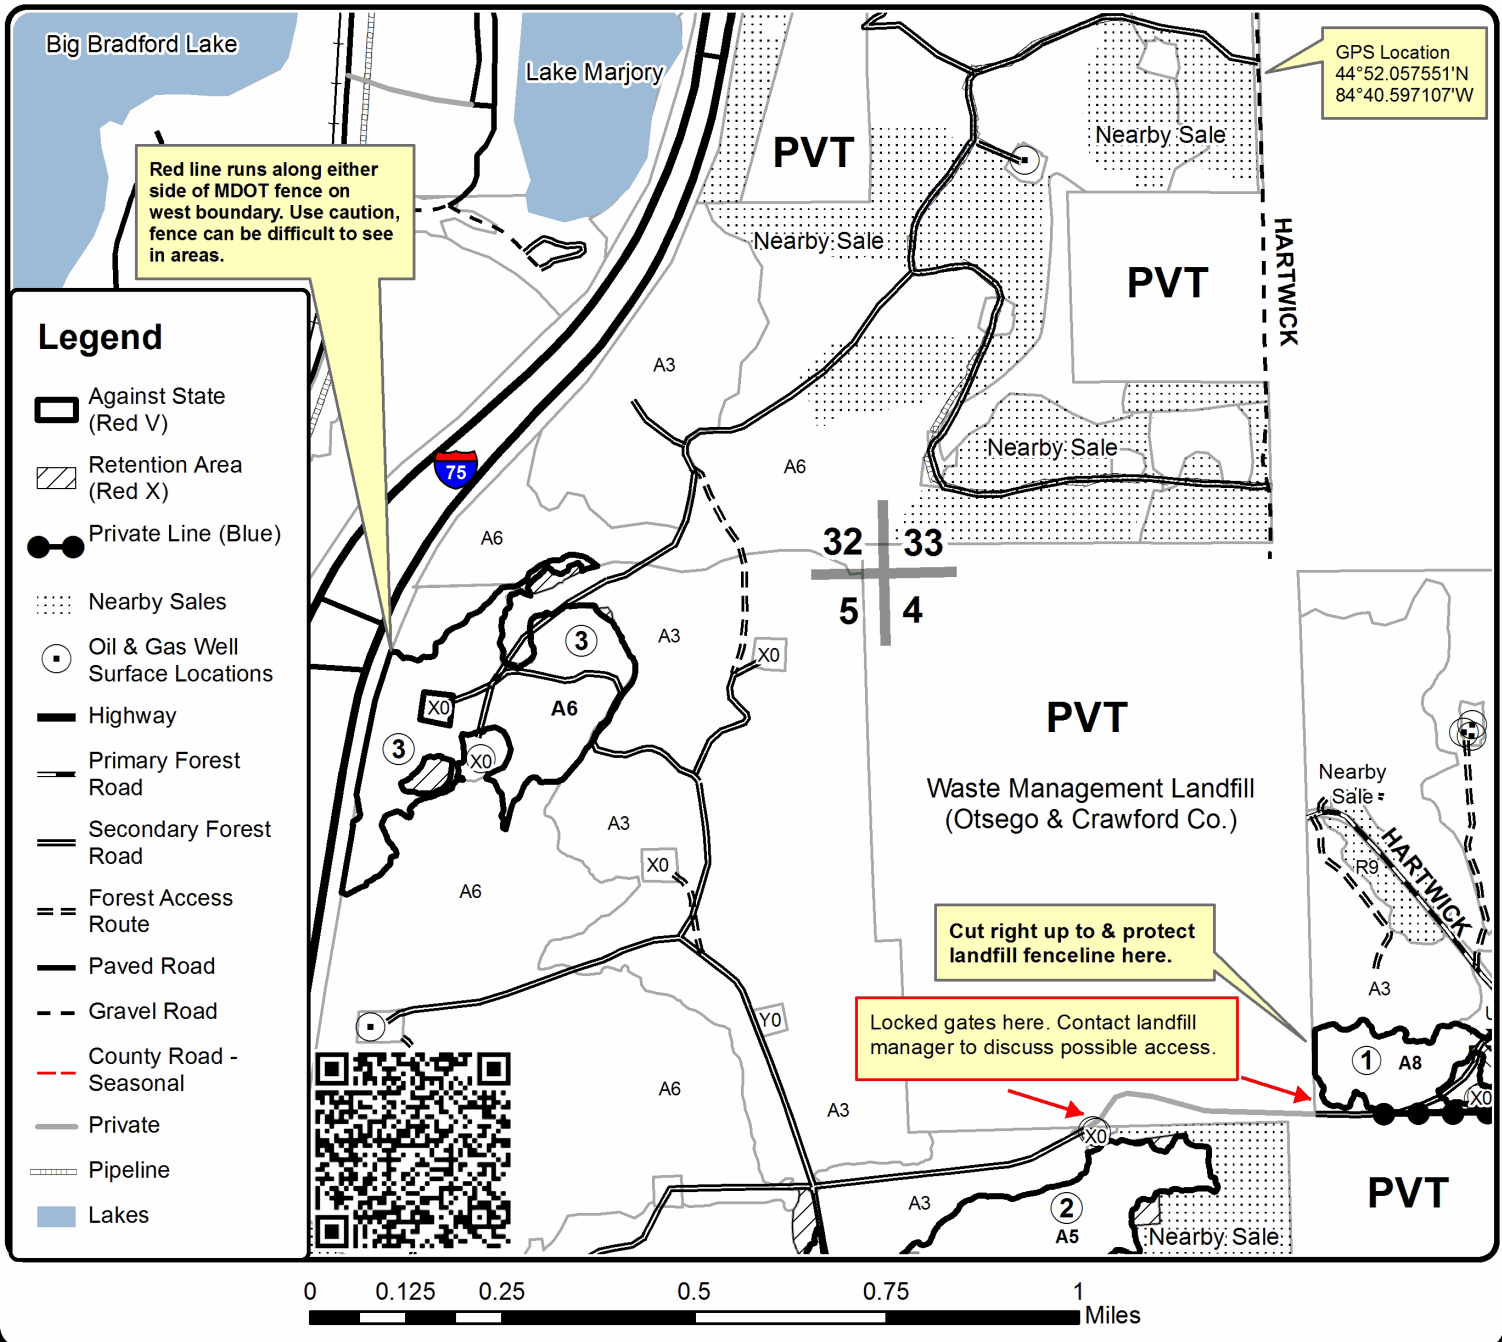 Big Bradford Lake
Lake Marjory
GPS Location
44°52.057551'N
84°40.597107'W
Red line runs along either
side of MDOT fence on
west boundary. Use caution,
fence can be difficult to see
in areas.
PVT
Nearby Sale
Nearby Sale
PVT
HARTWICK
Legend
Against State
(Red V)
Retention Area
(Red X)
Private Line (Blue)
Nearby Sales
Oil & Gas Well
Surface Locations
Highway
Primary Forest
Road
Secondary Forest
Road
Forest Access
Route
Paved Road
Gravel Road
County Road -
Seasonal
Private
Pipeline
Lakes
A3
75
A6
Nearby Sale
A6
32 33
5 4
3
A3
X0
X0
A6
3
X0
PVT
Waste Management Landfill
(Otsego & Crawford Co.)
Nearby
Sale
HARTWICK
R9
A3
X0
A6
Cut right up to & protect
landfill fenceline here.
A3
Locked gates here. Contact landfill
manager to discuss possible access.
Y0
1 A8
X0
A6
A3
X0
A3
2
A5
PVT
Nearby Sale
0 0.125 0.25 0.5 0.75 1
Miles